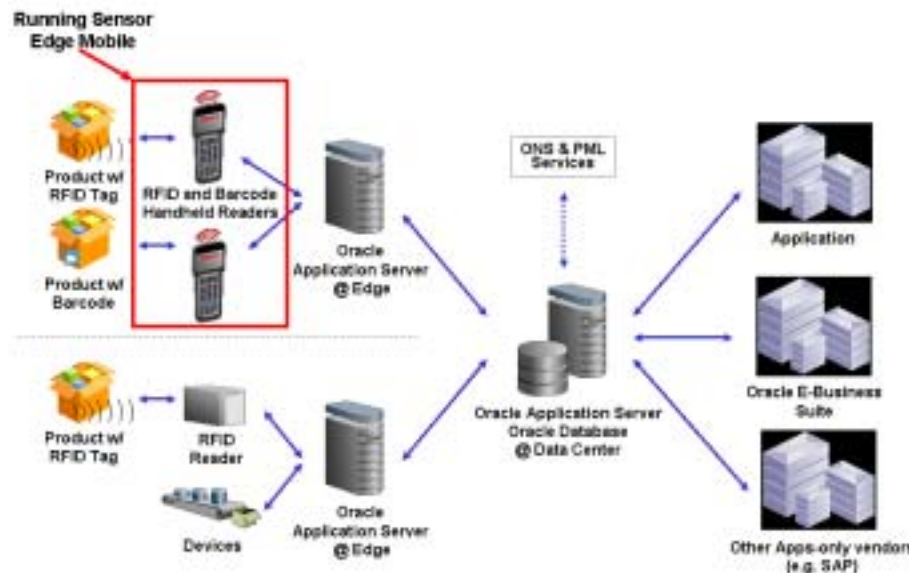 Running Sensor
Edge Mobile
Product w/
RFID Tag
RFID and Barcode
Handheld Readers
Product w/
Barcode
Oracle
Application Server
@ Edge
ONS & PML
Services
Application
Oracle E-Business
Suite
Oracle Application Server
Oracle Database
@ Data Center
Product w/
RFID Tag
RFID
Reader
Devices
Oracle
Application Server
@ Edge
Other Apps-only vendors
(e.g. SAP)